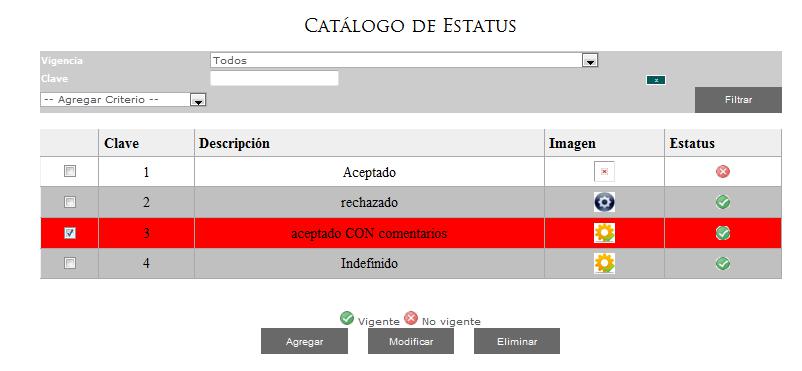 Catálogo de Estatus
Vigencia Todos
Clave x
-- Agregar Criterio -- Filtrar
Clave Descripción Imagen Estatus
1 Aceptado
2 rechazado
3 aceptado CON comentarios
4 Indefinido
Vigente No vigente
Agregar Modificar Eliminar